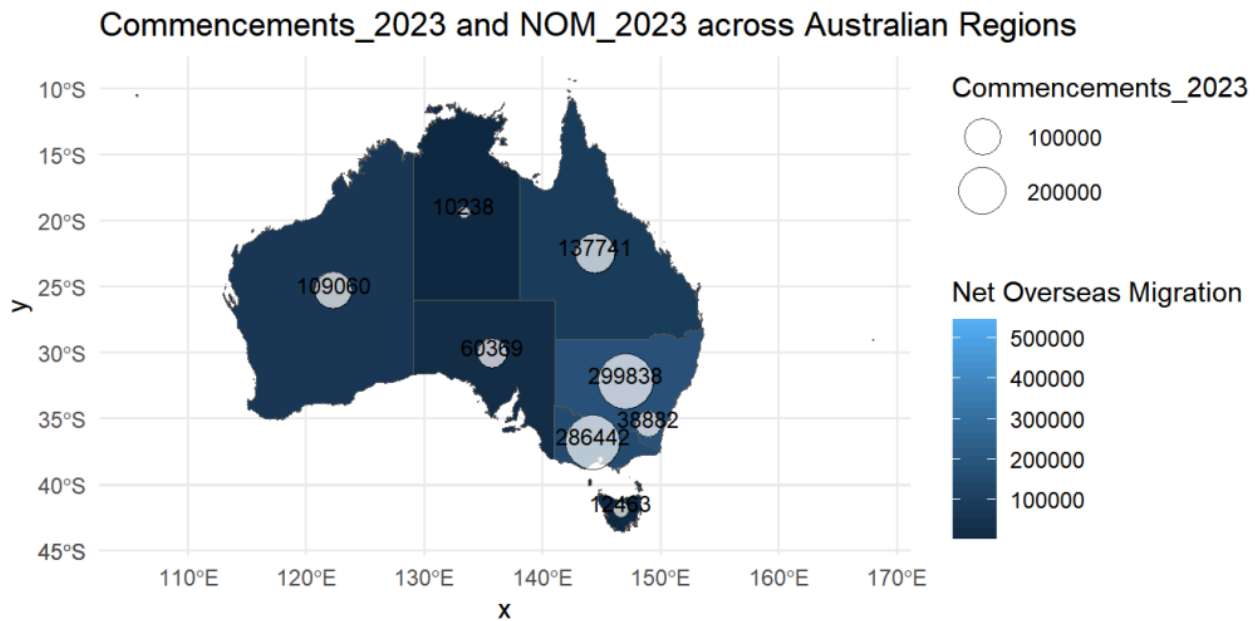 Commencements_2023 and NOM_2023 across Australian Regions
10°S
15°S
20°S
25°S
30°S
35°S
40°S
45°S
y
10238
137741
109060
60369
299838
38882
286442
12463
110°E
120°E
130°E
140°E
150°E
160°E
170°E
x
Commencements_2023
100000
200000
Net Overseas Migration
500000
400000
300000
200000
100000